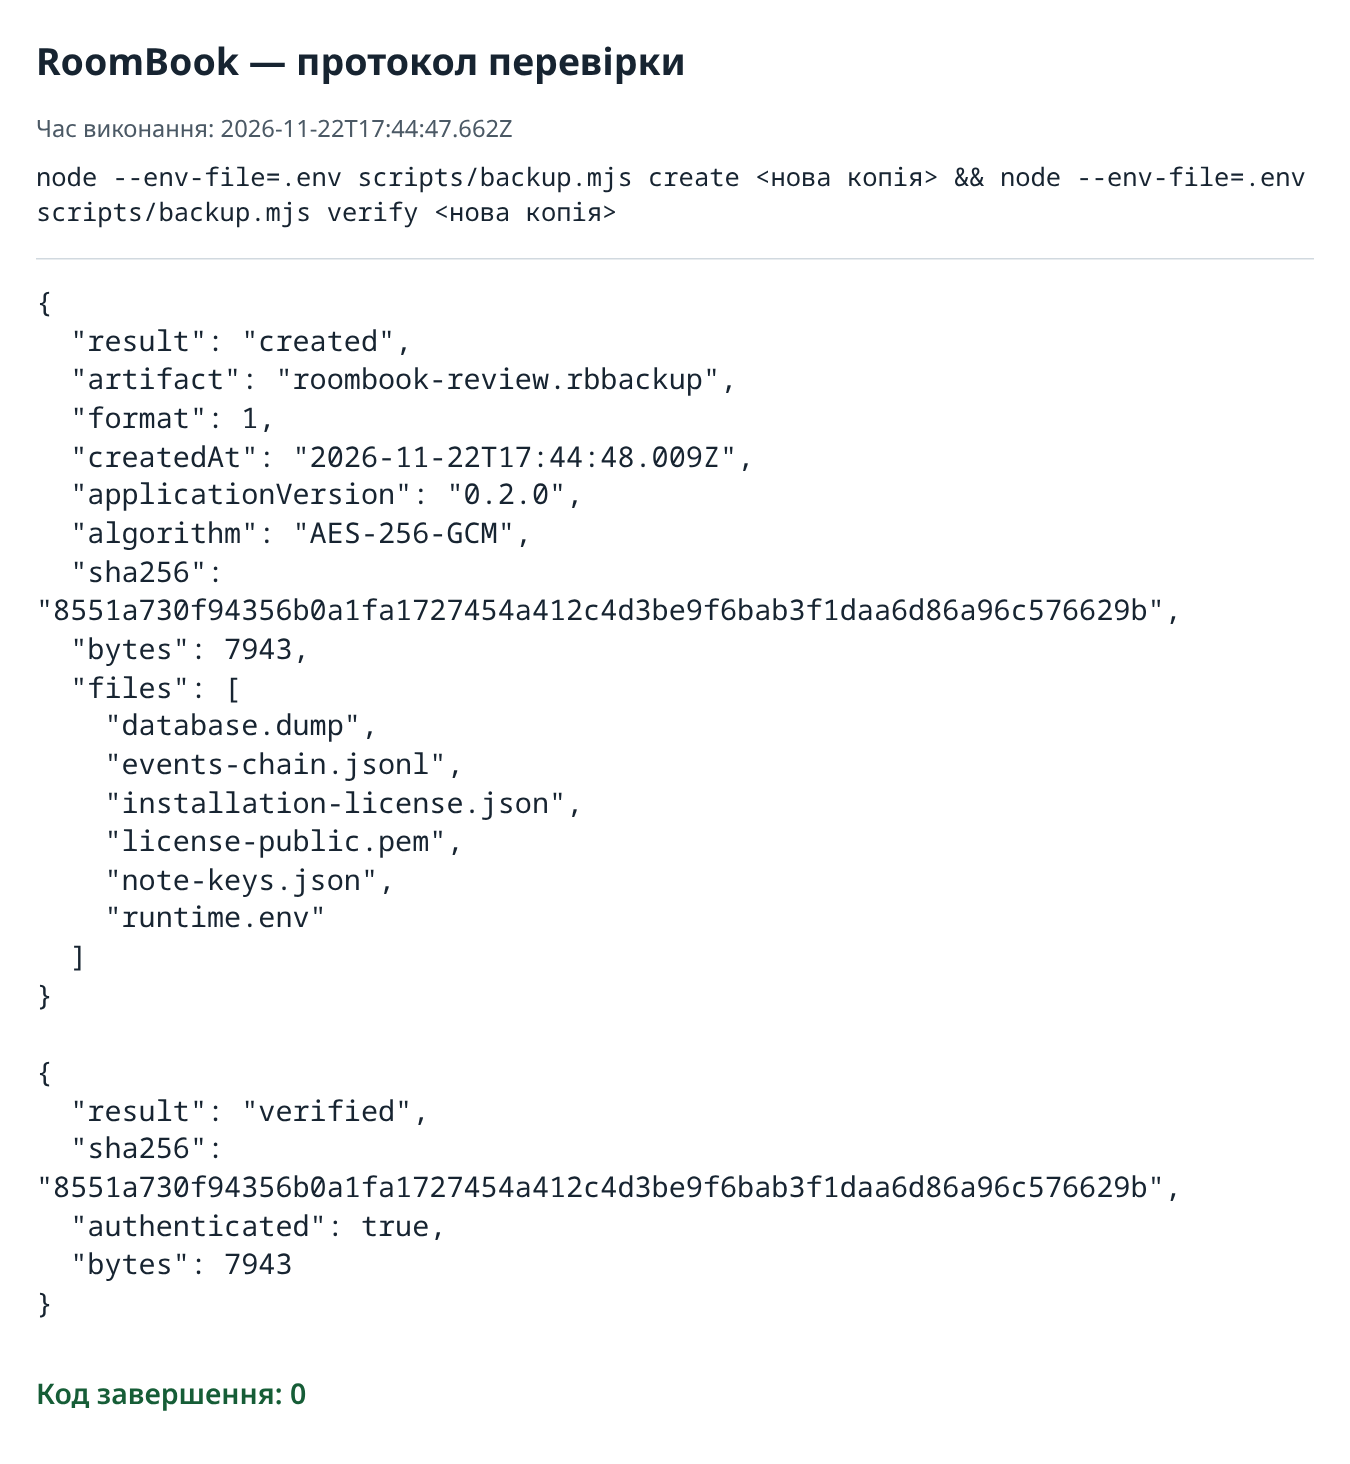 RoomBook — протокол перевірки
Час виконання: 2026-11-22T17:44:47.662Z
node --env-file=.env scripts/backup.mjs create <нова копія> && node --env-file=.env
scripts/backup.mjs verify <нова копія>
{
  "result": "created",
  "artifact": "roombook-review.rbbackup",
  "format": 1,
  "createdAt": "2026-11-22T17:44:48.009Z",
  "applicationVersion": "0.2.0",
  "algorithm": "AES-256-GCM",
  "sha256":
"8551a730f94356b0a1fa1727454a412c4d3be9f6bab3f1daa6d86a96c576629b",
  "bytes": 7943,
  "files": [
    "database.dump",
    "events-chain.jsonl",
    "installation-license.json",
    "license-public.pem",
    "note-keys.json",
    "runtime.env"
  ]
}
{
  "result": "verified",
  "sha256":
"8551a730f94356b0a1fa1727454a412c4d3be9f6bab3f1daa6d86a96c576629b",
  "authenticated": true,
  "bytes": 7943
}
Код завершення: 0